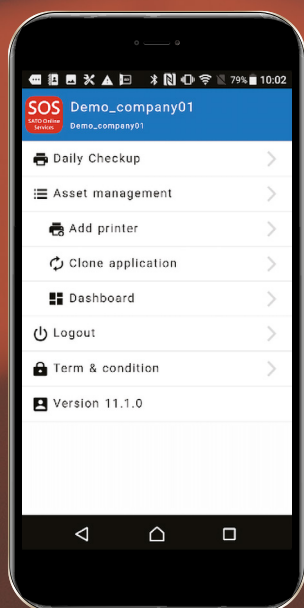 79% 10:02
SOS
SATO Online
Services
Demo_company01
Demo_company01
Daily Checkup
Asset management
Add printer
Clone application
Dashboard
Logout
Term & condition
Version 11.1.0